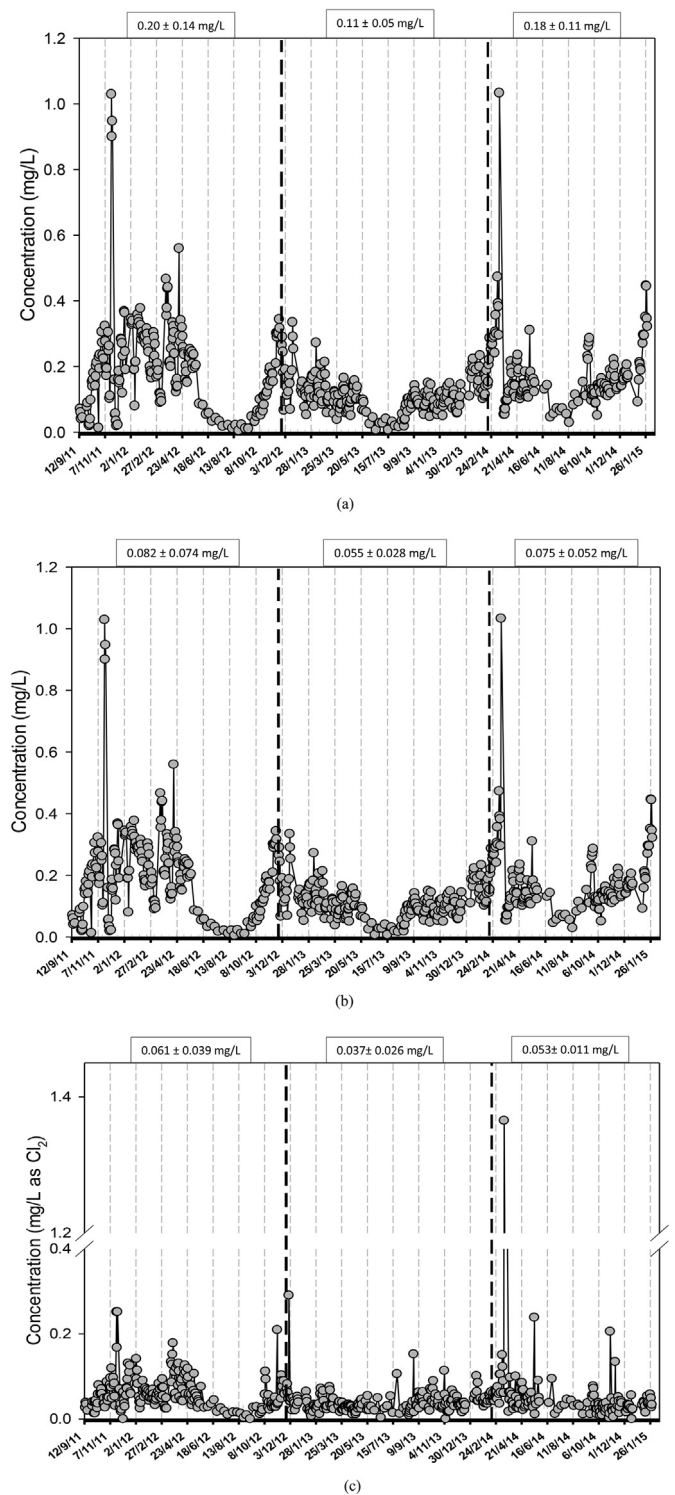 0.20 ± 0.14 mg/L 0.11 ± 0.05 mg/L 0.18 ± 0.11 mg/L
1.2
1.0
0.8
0.6
0.4
0.2
0.0
Concentration (mg/L)
12/9/11 7/11/11 2/1/12 27/2/12 23/4/12 18/6/12 13/8/12 8/10/12 3/12/12 28/1/13 25/3/13 20/5/13 15/7/13 9/9/13 4/11/13 30/12/13 24/2/14 21/4/14 16/6/14 11/8/14 6/10/14 1/12/14 26/1/15
(a)
0.082 ± 0.074 mg/L 0.055 ± 0.028 mg/L 0.075 ± 0.052 mg/L
1.2
1.0
0.8
0.6
0.4
0.2
0.0
Concentration (mg/L)
12/9/11 7/11/11 2/1/12 27/2/12 23/4/12 18/6/12 13/8/12 8/10/12 3/12/12 28/1/13 25/3/13 20/5/13 15/7/13 9/9/13 4/11/13 30/12/13 24/2/14 21/4/14 16/6/14 11/8/14 6/10/14 1/12/14 26/1/15
(b)
0.061 ± 0.039 mg/L 0.037± 0.026 mg/L 0.053± 0.011 mg/L
1.4
1.2
0.4
0.2
0.0
Concentration (mg/L as Cl₂)
12/9/11 7/11/11 2/1/12 27/2/12 23/4/12 18/6/12 13/8/12 8/10/12 3/12/12 28/1/13 25/3/13 20/5/13 15/7/13 9/9/13 4/11/13 30/12/13 24/2/14 21/4/14 16/6/14 11/8/14 6/10/14 1/12/14 26/1/15
(c)